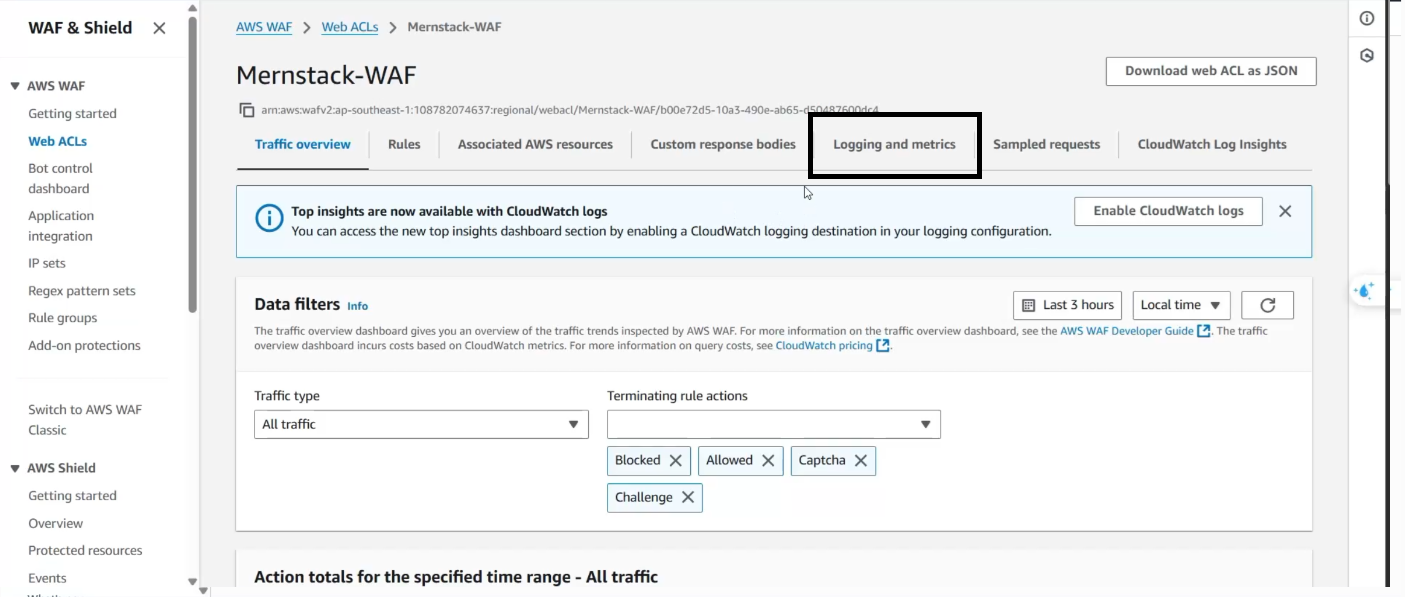 WAF & Shield
AWS WAF
Getting started
Web ACLs
Bot control
dashboard
Application
integration
IP sets
Regex pattern sets
Rule groups
Add-on protections
Switch to AWS WAF
Classic
AWS Shield
Getting started
Overview
Protected resources
Events
AWS WAF > Web ACLs > Mernstack-WAF
Mernstack-WAF
Download web ACL as JSON
arn:aws:wafv2:ap-southeast-1:108782074637:regional/webacl/Mernstack-WAF/b00e72d5-10a3-490e-ab65-d50487600dc4
Traffic overview Rules Associated AWS resources Custom response bodies Logging and metrics Sampled requests CloudWatch Log Insights
Top insights are now available with CloudWatch logs
You can access the new top insights dashboard section by enabling a CloudWatch logging destination in your logging configuration.
Enable CloudWatch logs
Data filters Info
Last 3 hours Local time
The traffic overview dashboard gives you an overview of the traffic trends inspected by AWS WAF. For more information on the traffic overview dashboard, see the AWS WAF Developer Guide. The traffic
overview dashboard incurs costs based on CloudWatch metrics. For more information on query costs, see CloudWatch pricing.
Traffic type
All traffic
Terminating rule actions
Blocked Allowed Captcha
Challenge
Action totals for the specified time range - All traffic